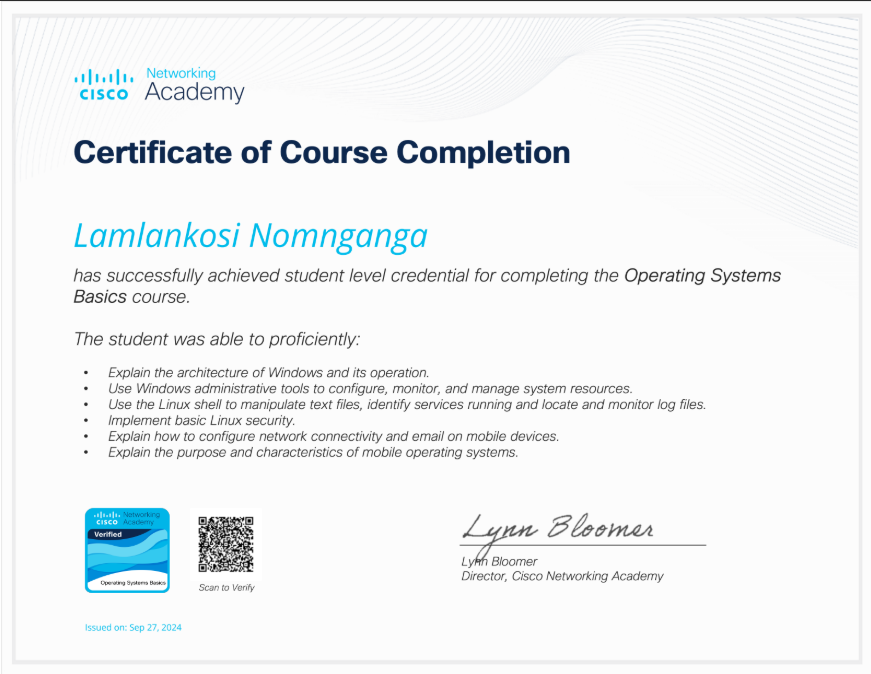 Networking
CISCO Academy
Certificate of Course Completion
Lamlankosi Nomnganga
has successfully achieved student level credential for completing the Operating Systems
Basics course.
The student was able to proficiently:
• Explain the architecture of Windows and its operation.
• Use Windows administrative tools to configure, monitor, and manage system resources.
• Use the Linux shell to manipulate text files, identify services running and locate and monitor log files.
• Implement basic Linux security.
• Explain how to configure network connectivity and email on mobile devices.
• Explain the purpose and characteristics of mobile operating systems.
Networking
CISCO Academy
Verified
Operating Systems Basics
Scan to Verify
Lynn Bloomer
Lynn Bloomer
Director, Cisco Networking Academy
Issued on: Sep 27, 2024